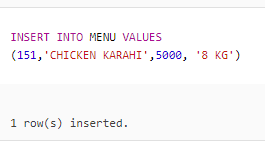 INSERT INTO MENU VALUES
(151,'CHICKEN KARAHI',5000, '8 KG')
1 row(s) inserted.